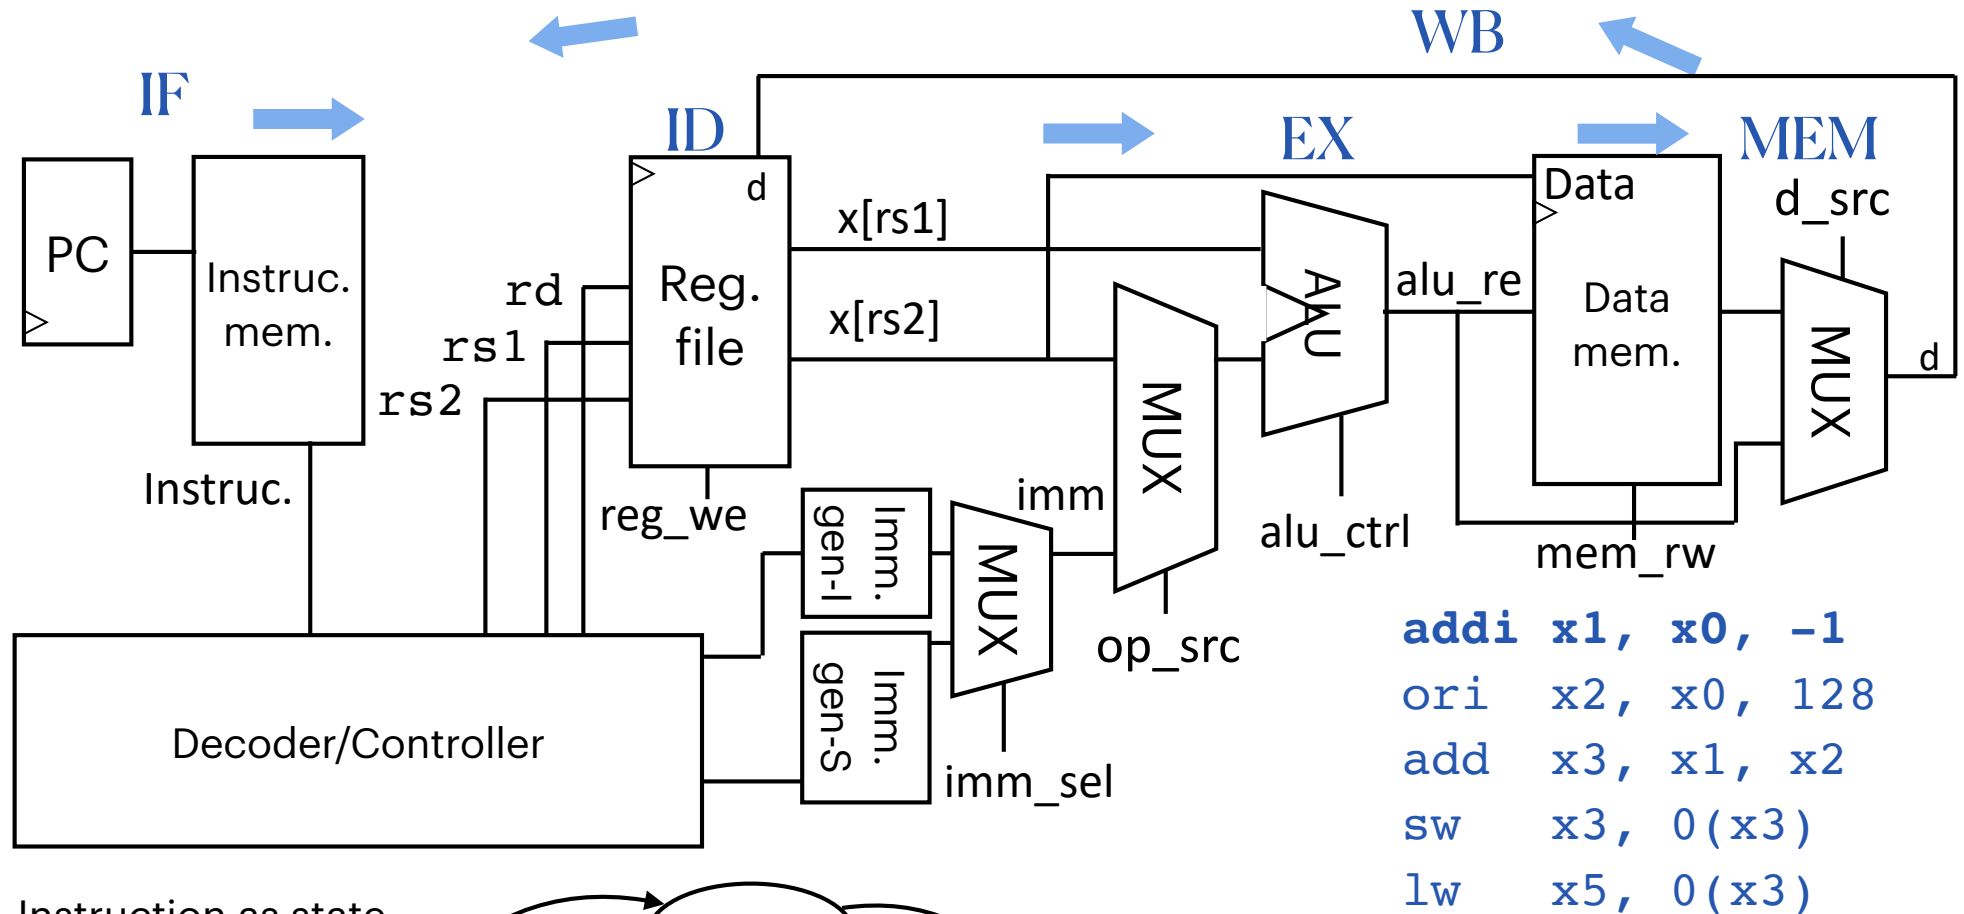 WB
IF
ID
EX
MEM
d_src
PC
Instruc.
mem.
d
x[rs1]
Data
rd
Reg.
file
x[rs2]
ALU
alu_re
Data
mem.
MUX
d
rs1
rs2
MUX
Instruc.
reg_we
imm
alu_ctrl
mem_rw
Imm.
gen-I
MUX
op_src
Imm.
gen-S
imm_sel
Decoder/Controller
addi x1, x0, -1
ori x2, x0, 128
add x3, x1, x2
sw x3, 0(x3)
lw x5, 0(x3)
Instruction as state